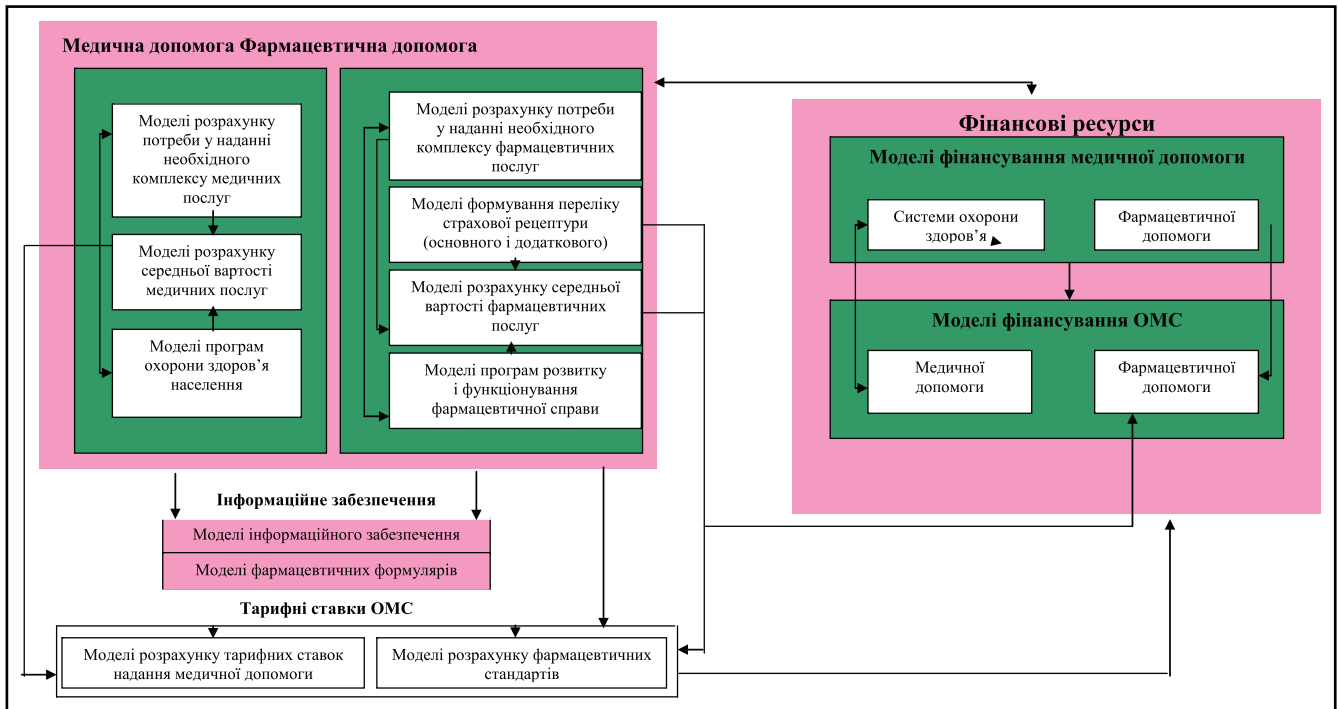 Медична допомога Фармацевтична допомога
Моделі розрахунку
потреби у наданні
необхідного
комплексу медичних
послуг
Моделі розрахунку
середньої вартості
медичних послуг
Моделі програм
охорони здоров’я
населення
Моделі розрахунку потреби
у наданні необхідного
комплексу фармацевтичних
послуг
Моделі формування переліку
страхової рецептури
(основного і додаткового)
Моделі розрахунку середньої
вартості фармацевтичних
послуг
Моделі програм розвитку
і функціонування
фармацевтичної справи
Фінансові ресурси
Моделі фінансування медичної допомоги
Системи охорони
здоров’я
Фармацевтичної
допомоги
Моделі фінансування ОМС
Медичної
допомоги
Фармацевтичної
допомоги
Інформаційне забезпечення
Моделі інформаційного забезпечення
Моделі фармацевтичних формулярів
Тарифні ставки ОМС
Моделі розрахунку тарифних ставок
надання медичної допомоги
Моделі розрахунку фармацевтичних
стандартів